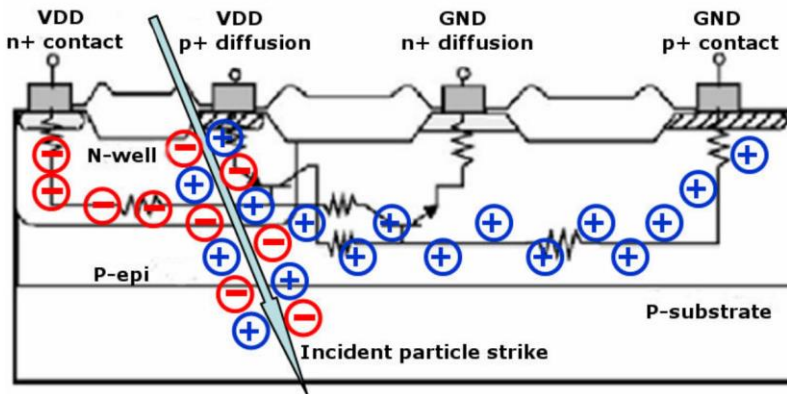 VDD
n+ contact
VDD
p+ diffusion
GND
n+ diffusion
GND
p+ contact
N-well
P-epi
P-substrate
Incident particle strike